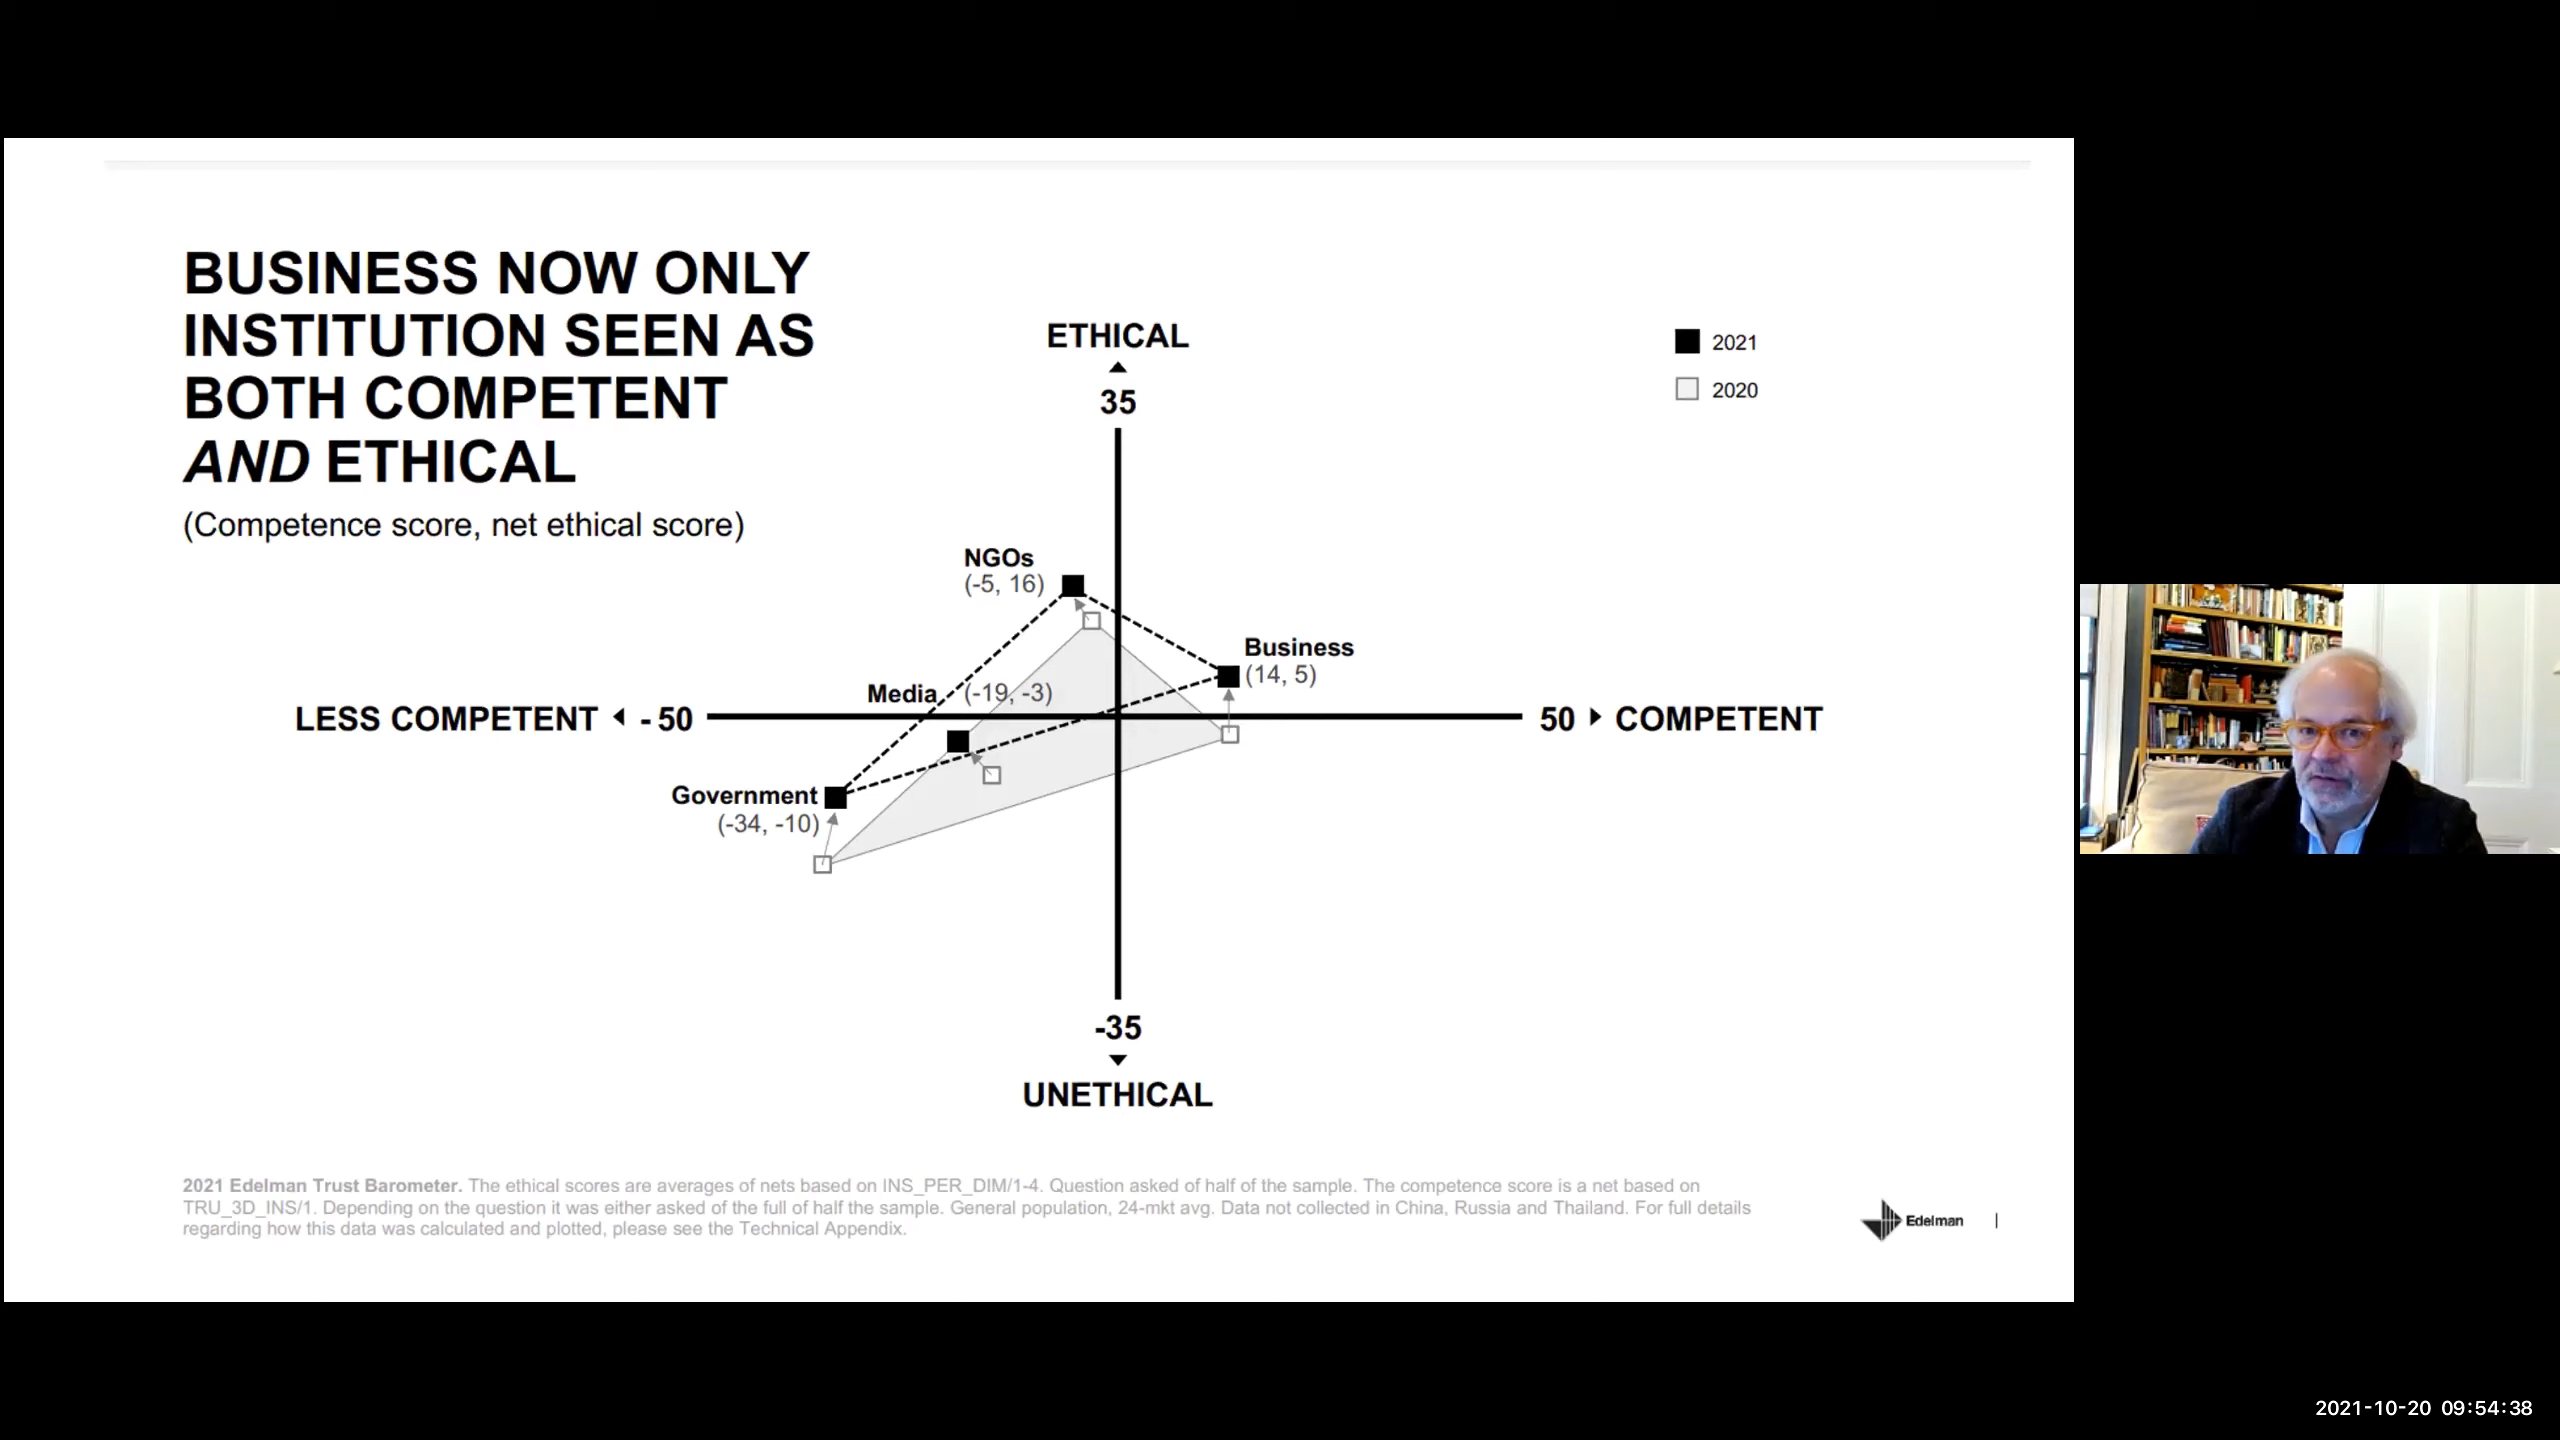 BUSINESS NOW ONLY
INSTITUTION SEEN AS
BOTH COMPETENT
AND ETHICAL
(Competence score, net ethical score)
ETHICAL
35
2021
2020
NGOs
(-5, 16)
Business
(14, 5)
Media (-19, -3)
LESS COMPETENT - 50
50 COMPETENT
Government
(-34, -10)
-35
UNETHICAL
2021 Edelman Trust Barometer. The ethical scores are averages of nets based on INS_PER_DIM/1-4. Question asked of half of the sample. The competence score is a net based on
TRU_3D_INS/1. Depending on the question it was either asked of the full of half the sample. General population, 24-mkt avg. Data not collected in China, Russia and Thailand. For full details
regarding how this data was calculated and plotted, please see the Technical Appendix.
Edelman
2021-10-20 09:54:38